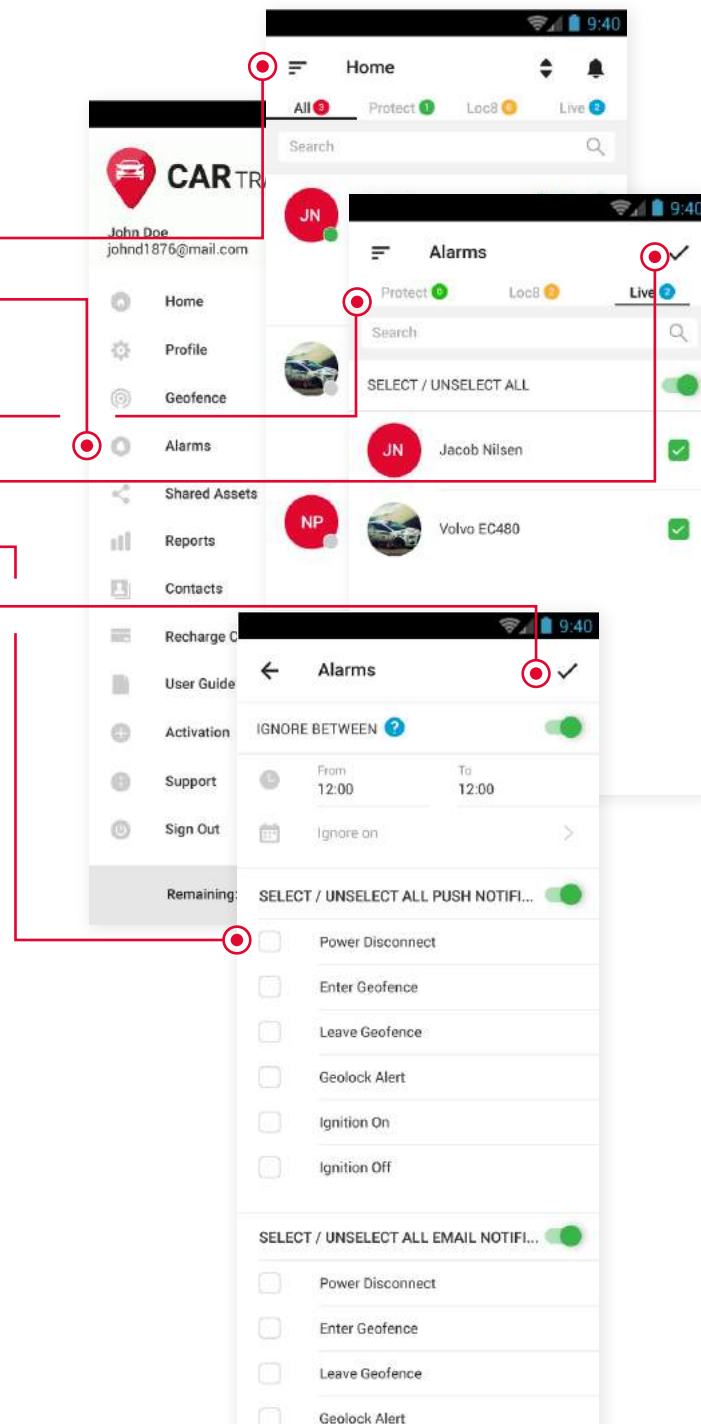 9:40
Home
All 3
Protect 1
Loc8 0
Live 2
Search
JN
NP
CAR TR
John Doe
johnd1876@mail.com
Home
Profile
Geofence
Alarms
Shared Assets
Reports
Contacts
Recharge C
User Guide
Activation
Support
Sign Out
Remaining:
9:40
Alarms
Protect 0
Loc8
Live 2
Search
SELECT / UNSELECT ALL
JN
Jacob Nilsen
Volvo EC480
9:40
Alarms
IGNORE BETWEEN ?
From
To
12:00
12:00
Ignore on
SELECT / UNSELECT ALL PUSH NOTIFI...
Power Disconnect
Enter Geofence
Leave Geofence
Geolock Alert
Ignition On
Ignition Off
SELECT / UNSELECT ALL EMAIL NOTIFI...
Power Disconnect
Enter Geofence
Leave Geofence
Geolock Alert